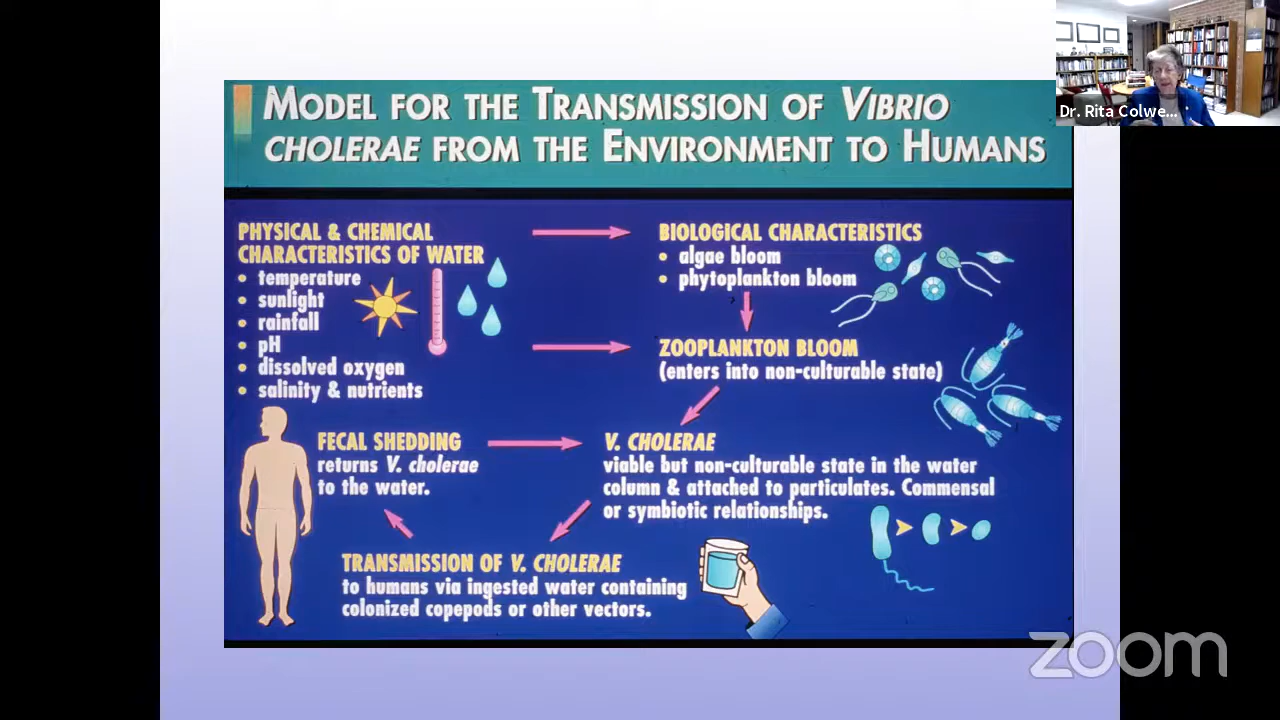 Dr. Rita Colwe...
MODEL FOR THE TRANSMISSION OF VIBRIO
CHOLERAE FROM THE ENVIRONMENT TO HUMANS
PHYSICAL & CHEMICAL
CHARACTERISTICS OF WATER
• temperature
• sunlight
• rainfall
• pH
• dissolved oxygen
• salinity & nutrients
BIOLOGICAL CHARACTERISTICS
• algae bloom
• phytoplankton bloom
ZOOPLANKTON BLOOM
(enters into non-culturable state)
FECAL SHEDDING
returns V. cholerae
to the water.
V. CHOLERAE
viable but non-culturable state in the water
column & attached to particulates. Commensal
or symbiotic relationships.
TRANSMISSION OF V. CHOLERAE
to humans via ingested water containing
colonized copepods or other vectors.
zoom